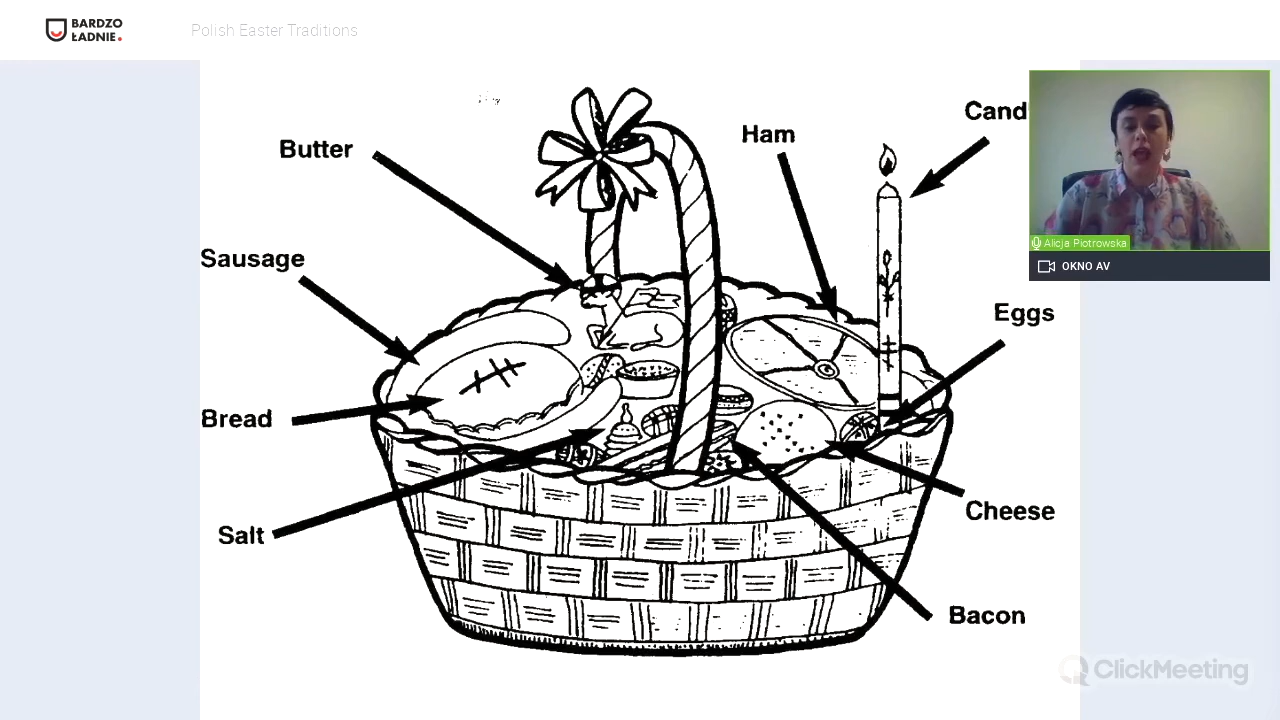 BARDZO
ŁADNIE.
Polish Easter Traditions
Cand
Ham
Butter
Alicja Piotrowska
Sausage
OKNO AV
Eggs
Bread
Cheese
Salt
Bacon
ClickMeeting